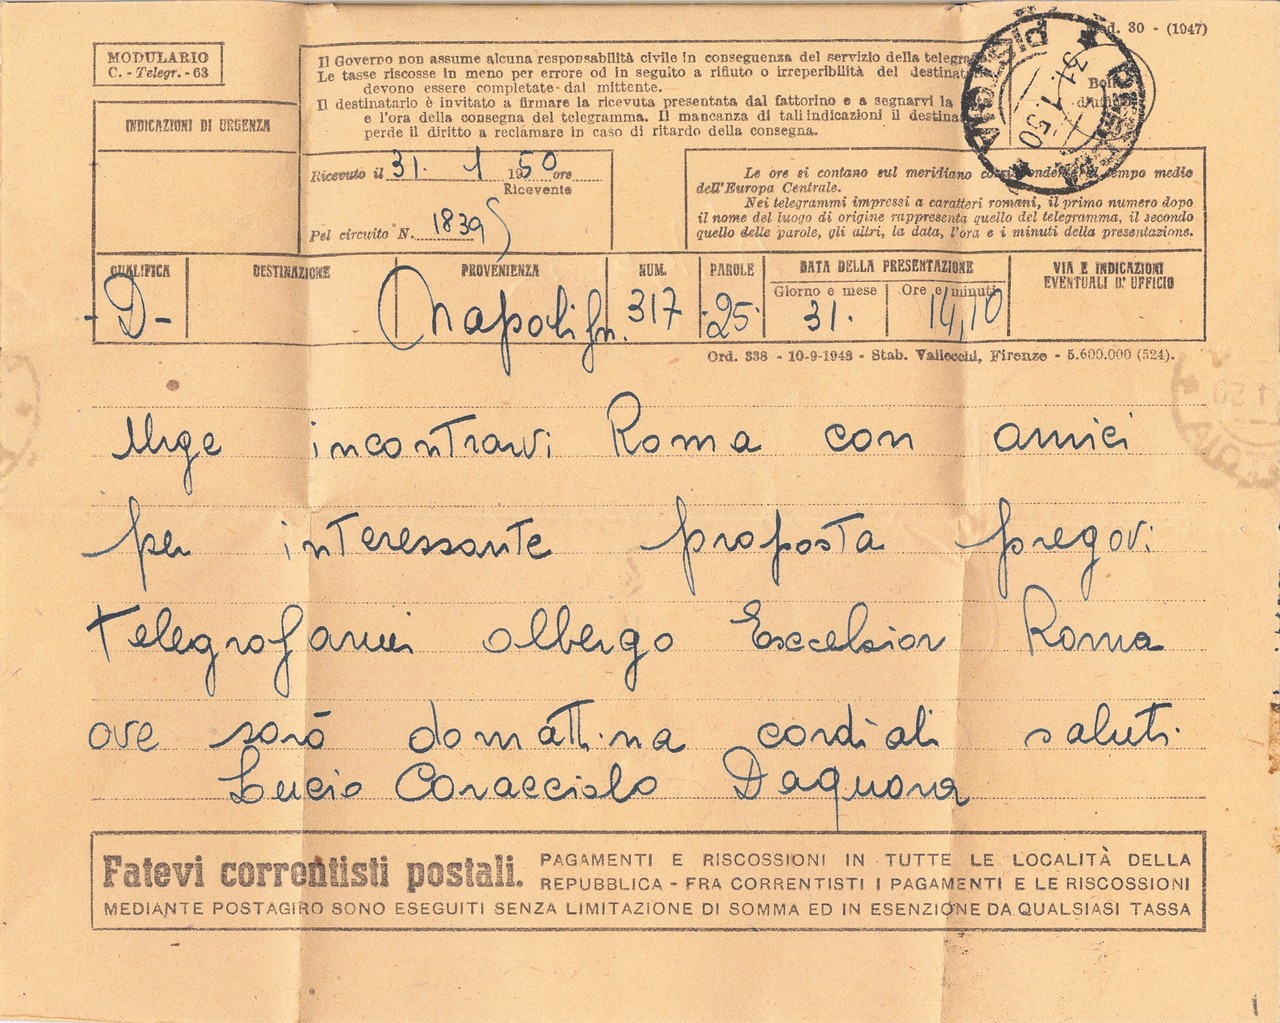 Mod. 30 - (1947)
MODULARIO
C. - Telegr. - 63
INDICAZIONI DI URGENZA
Il Governo non assume alcuna responsabilità civile in conseguenza del servizio della telegra
Le tasse riscosse in meno per errore od in seguito a rifiuto o irreperibilità del destinat
devono essere completate dal mittente.
Il destinatario è invitato a firmare la ricevuta presentata dal fattorino e a segnarvi la
e l'ora della consegna del telegramma. Il mancanza di tali indicazioni il destina
perde il diritto a reclamare in caso di ritardo della consegna.
PISTOIA
31.1.50
Ricevuto il 31. 1 1950 ore
Ricevente
Pel circuito N. 1839
Le ore si contano sul meridiano corrispondente al tempo medio
dell'Europa Centrale.
Nei telegrammi impressi a caratteri romani, il primo numero dopo
il nome del luogo di origine rappresenta quello del telegramma, il secondo
quello delle parole, gli altri, la data, l'ora e i minuti della presentazione.
QUALIFICA DESTINAZIONE PROVENIENZA NUM. PAROLE DATA DELLA PRESENTAZIONE VIA E INDICAZIONI
EVENTUALI D'UFFICIO
Giorno e mese Ore e minuti
-D- Napoli fn. 317 25 31. 14,10
Ord. 338 - 10-9-1948 - Stab. Vallecchi, Firenze - 5.600.000 (524).
Urge incontrarvi Roma con amici
per interessante proposta pregovi
telegrafarmi albergo Excelsior Roma
ove sarò domattina cordiali saluti.
Lucio Caracciolo Daquara
Fatevi correntisti postali. PAGAMENTI E RISCOSSIONI IN TUTTE LE LOCALITÀ DELLA
REPUBBLICA - FRA CORRENTISTI I PAGAMENTI E LE RISCOSSIONI
MEDIANTE POSTAGIRO SONO ESEGUITI SENZA LIMITAZIONE DI SOMMA ED IN ESENZIONE DA QUALSIASI TASSA